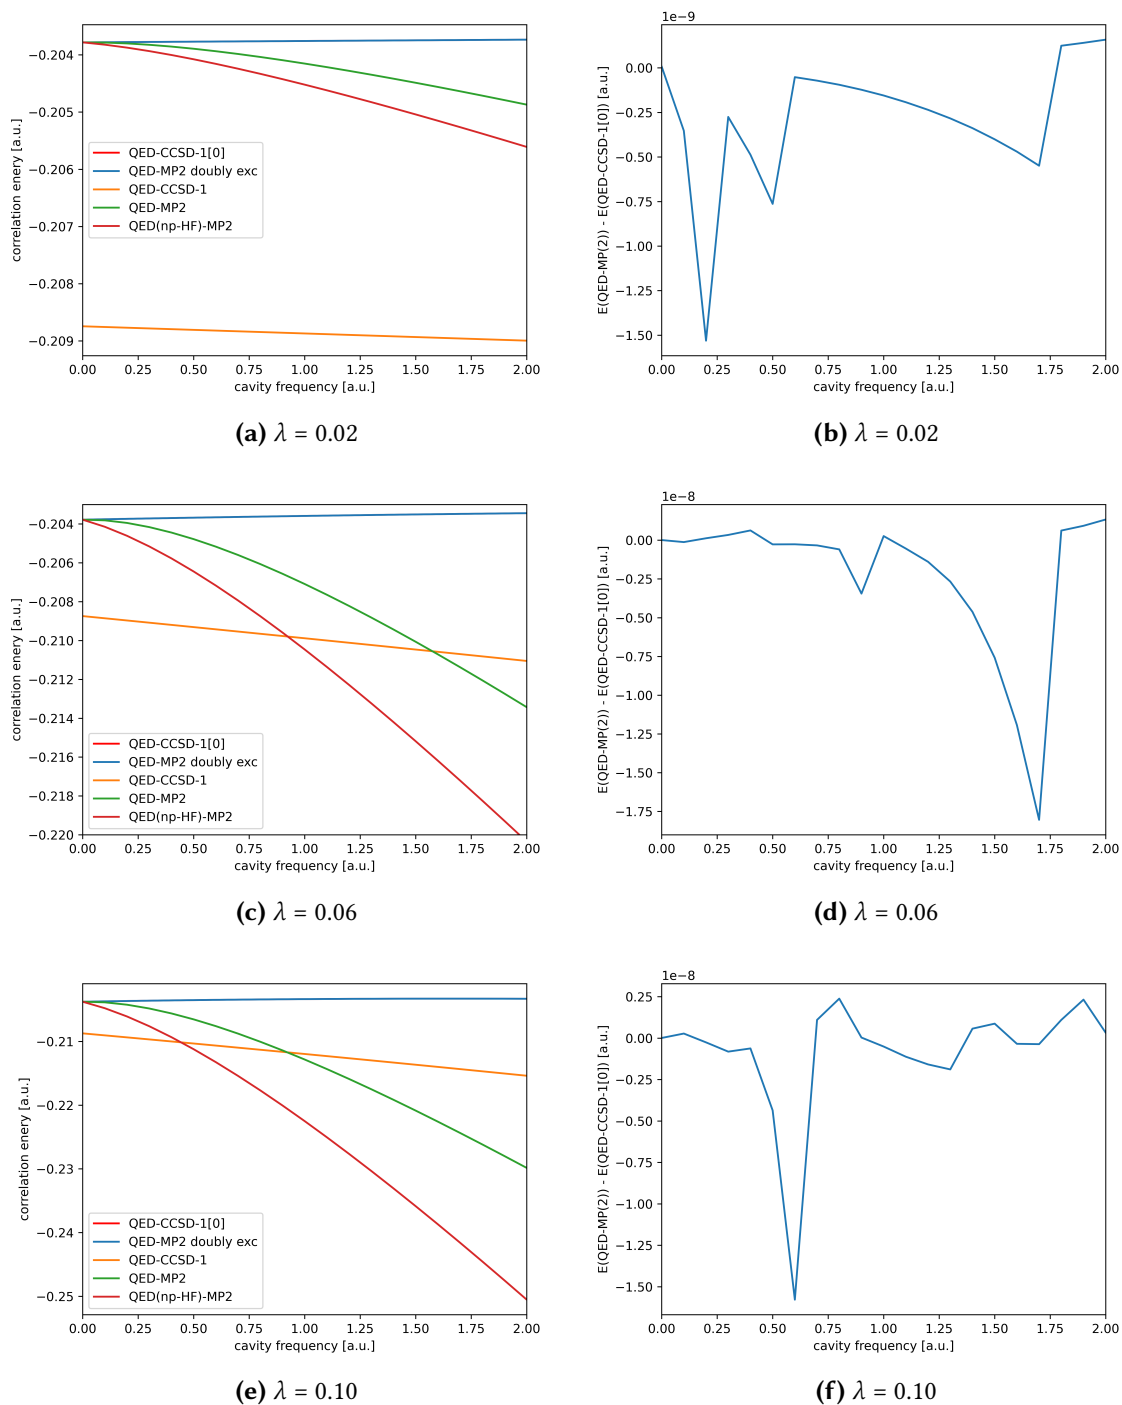 −0.204
−0.205
−0.206
−0.207
−0.208
−0.209
correlation enery [a.u.]
QED-CCSD-1[0]
QED-MP2 doubly exc
QED-CCSD-1
QED-MP2
QED(np-HF)-MP2
0.00 0.25 0.50 0.75 1.00 1.25 1.50 1.75 2.00
cavity frequency [a.u.]
(a) λ = 0.02
1e−9
0.00
−0.25
−0.50
−0.75
−1.00
−1.25
−1.50
E(QED-MP(2)) - E(QED-CCSD-1[0]) [a.u.]
0.00 0.25 0.50 0.75 1.00 1.25 1.50 1.75 2.00
cavity frequency [a.u.]
(b) λ = 0.02
−0.204
−0.206
−0.208
−0.210
−0.212
−0.214
−0.216
−0.218
−0.220
correlation enery [a.u.]
QED-CCSD-1[0]
QED-MP2 doubly exc
QED-CCSD-1
QED-MP2
QED(np-HF)-MP2
0.00 0.25 0.50 0.75 1.00 1.25 1.50 1.75 2.00
cavity frequency [a.u.]
(c) λ = 0.06
1e−8
0.00
−0.25
−0.50
−0.75
−1.00
−1.25
−1.50
−1.75
E(QED-MP(2)) - E(QED-CCSD-1[0]) [a.u.]
0.00 0.25 0.50 0.75 1.00 1.25 1.50 1.75 2.00
cavity frequency [a.u.]
(d) λ = 0.06
−0.21
−0.22
−0.23
−0.24
−0.25
correlation enery [a.u.]
QED-CCSD-1[0]
QED-MP2 doubly exc
QED-CCSD-1
QED-MP2
QED(np-HF)-MP2
0.00 0.25 0.50 0.75 1.00 1.25 1.50 1.75 2.00
cavity frequency [a.u.]
(e) λ = 0.10
1e−8
0.25
0.00
−0.25
−0.50
−0.75
−1.00
−1.25
−1.50
E(QED-MP(2)) - E(QED-CCSD-1[0]) [a.u.]
0.00 0.25 0.50 0.75 1.00 1.25 1.50 1.75 2.00
cavity frequency [a.u.]
(f) λ = 0.10